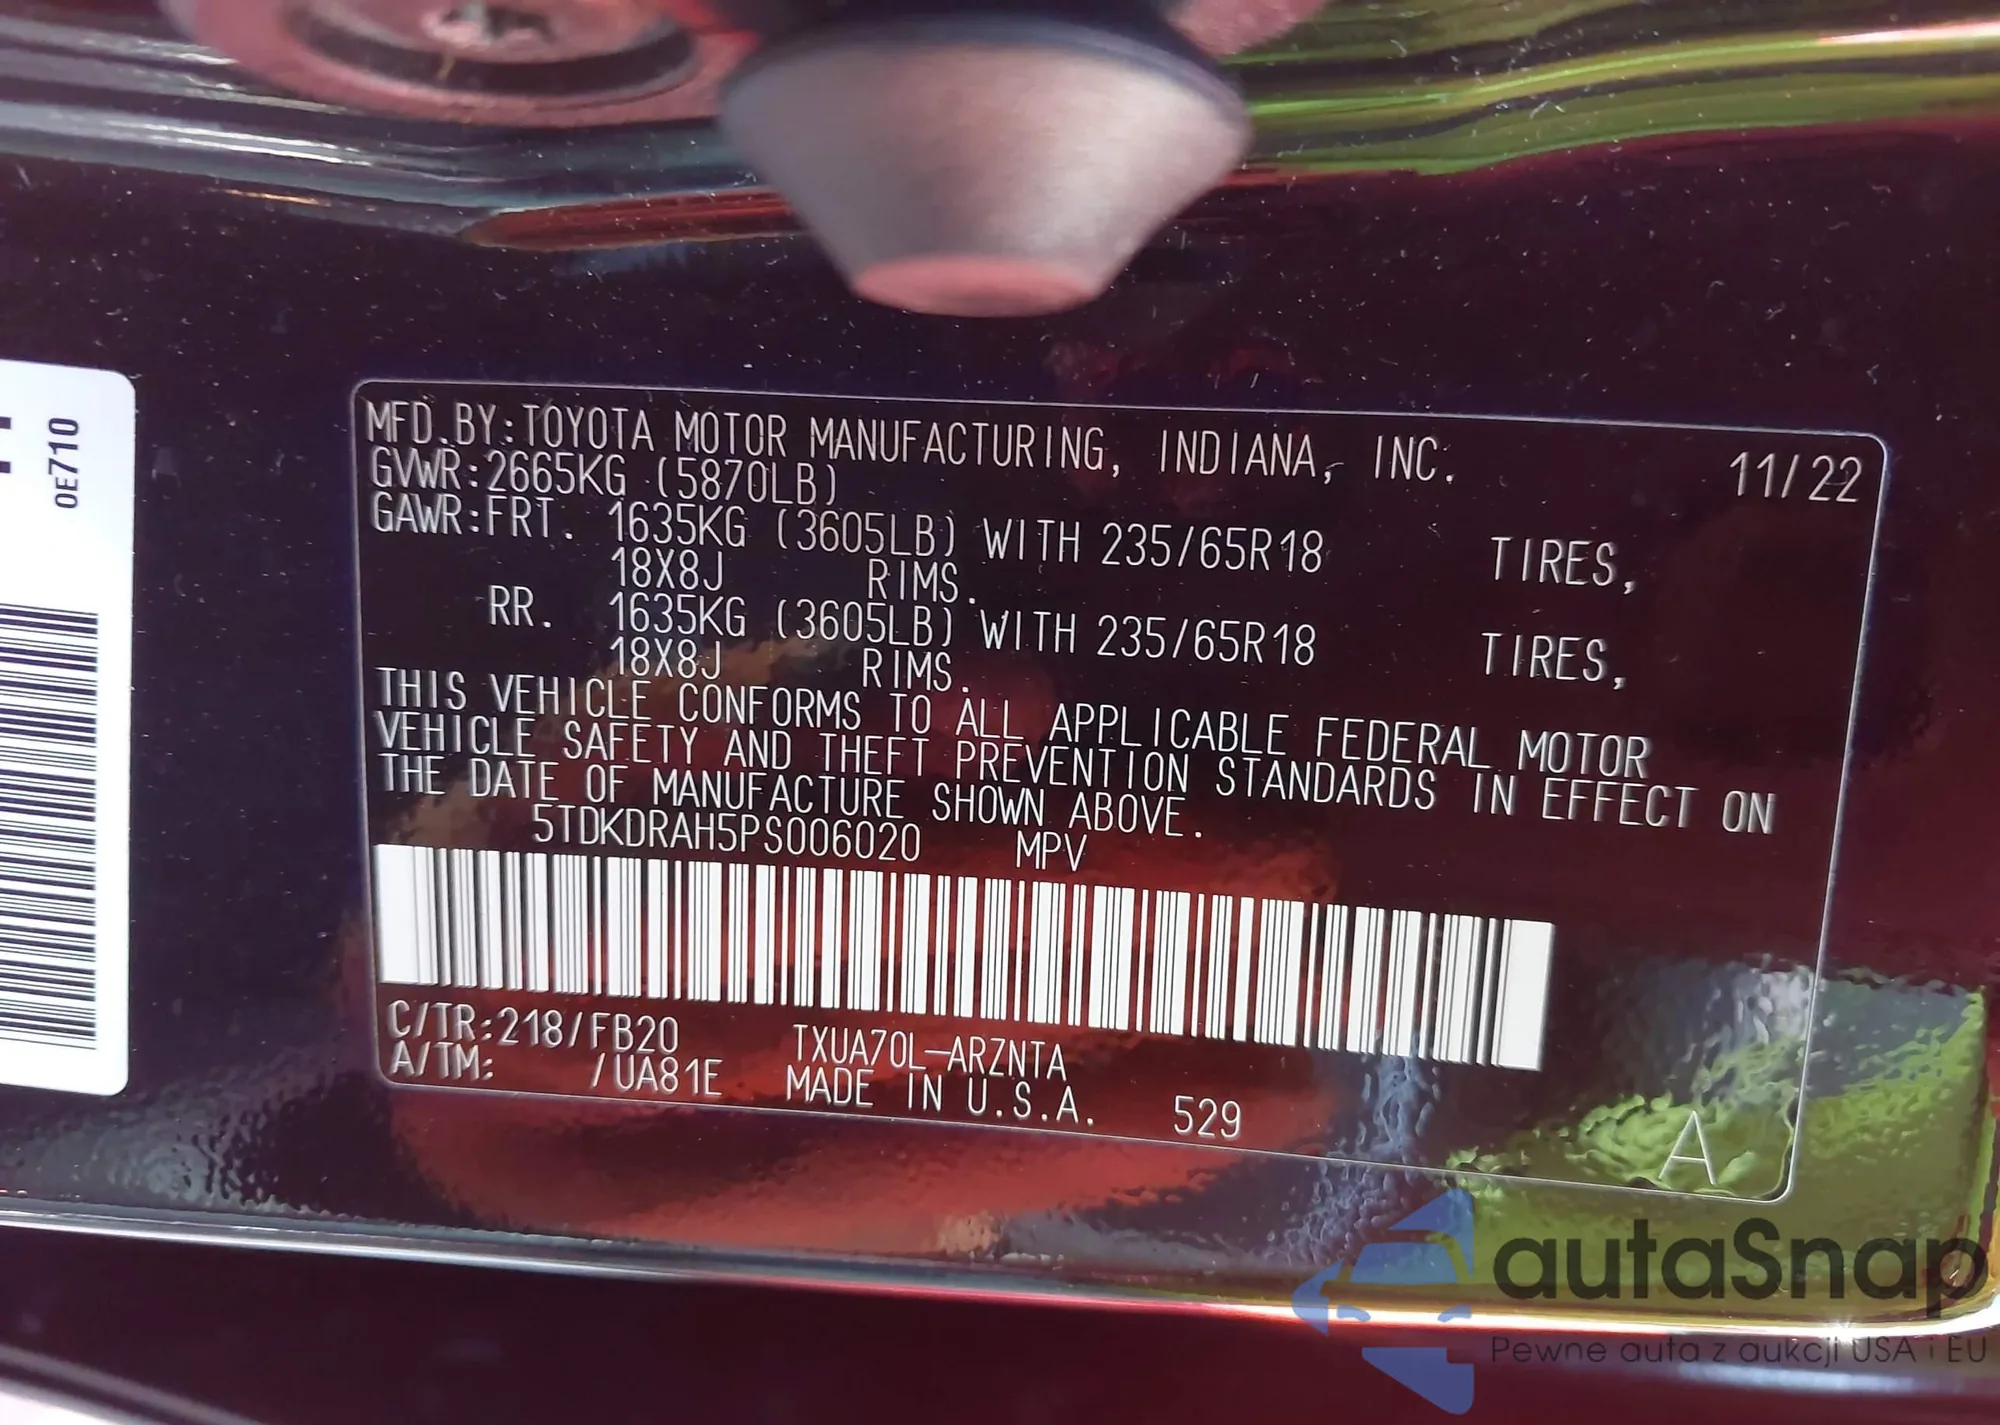 0E710
MFD.BY:TOYOTA MOTOR MANUFACTURING, INDIANA, INC. 11/22
GVWR:2665KG (5870LB)
GAWR:FRT. 1635KG (3605LB) WITH 235/65R18 TIRES,
18X8J RIMS.
RR. 1635KG (3605LB) WITH 235/65R18 TIRES,
18X8J RIMS.
THIS VEHICLE CONFORMS TO ALL APPLICABLE FEDERAL MOTOR
VEHICLE SAFETY AND THEFT PREVENTION STANDARDS IN EFFECT ON
THE DATE OF MANUFACTURE SHOWN ABOVE.
5TDKDRAH5PS006020 MPV
C/TR:218/FB20 TXUA70L-ARZNTA
A/TM: /UA81E MADE IN U.S.A. 529
A
autaSnap
Pewne auta z aukcji USA i EU